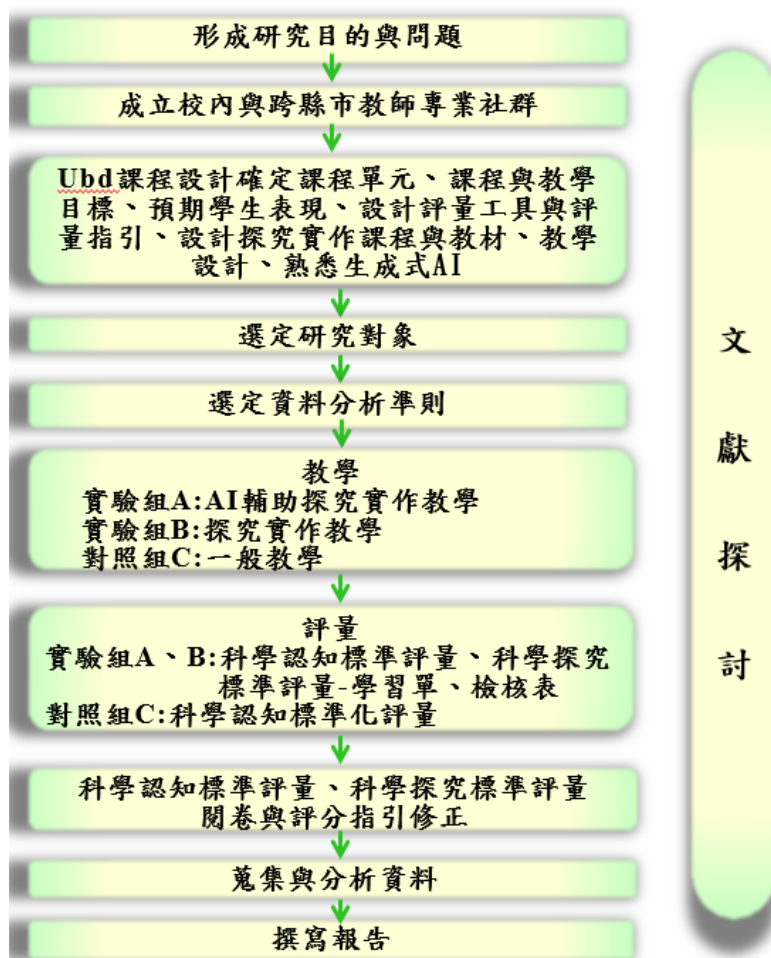 形成研究目的與問題
成立校內與跨縣市教師專業社群
Ubd課程設計確定課程單元、課程與教學
目標、預期學生表現、設計評量工具與評
量指引、設計探究實作課程與教材、教學
設計、熟悉生成式AI
選定研究對象
選定資料分析準則
教學
實驗組A:AI輔助探究實作教學
實驗組B:探究實作教學
對照組C:一般教學
評量
實驗組A、B:科學認知標準評量、科學探究
標準評量-學習單、檢核表
對照組C:科學認知標準化評量
科學認知標準評量、科學探究標準評量
閱卷與評分指引修正
蒐集與分析資料
撰寫報告
文
獻
探
討